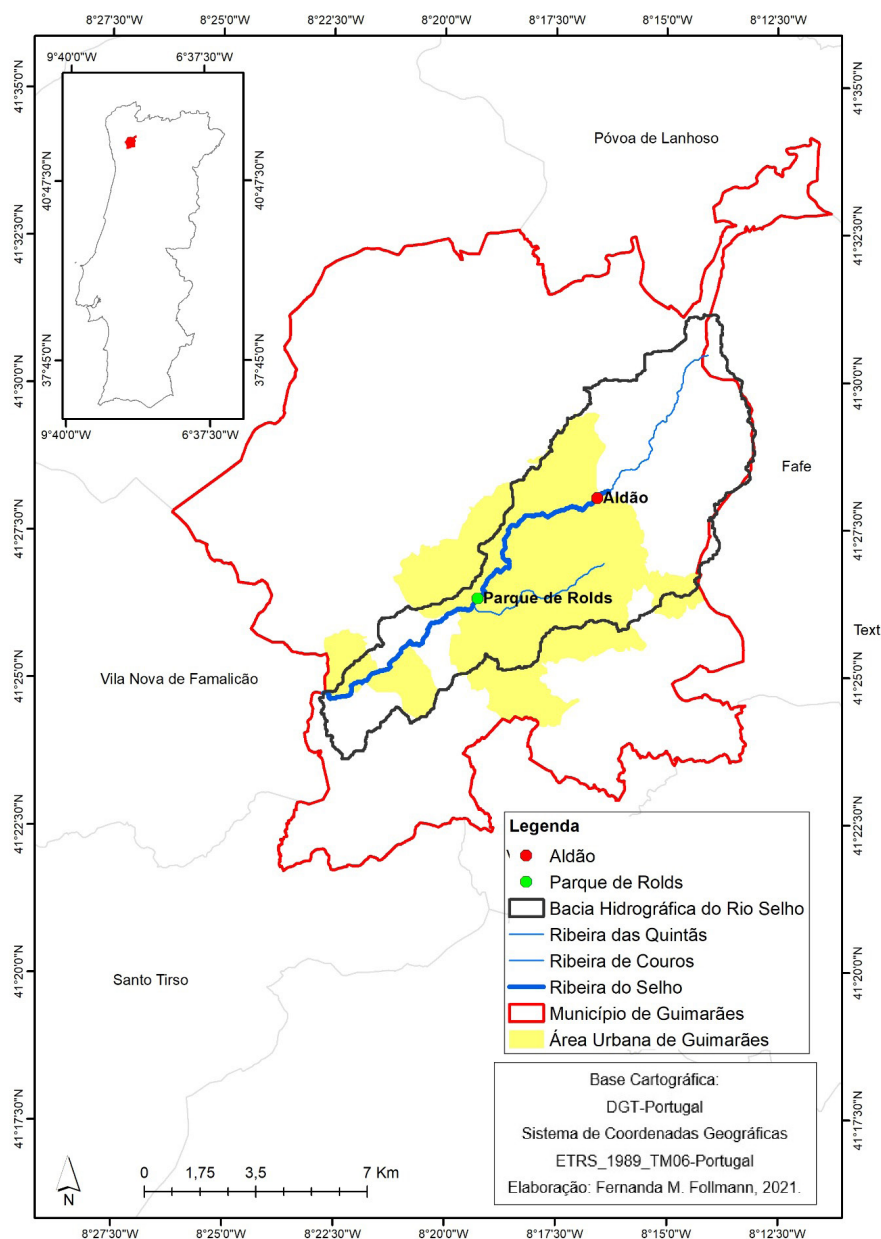 8°27'30"W 8°25'0"W 8°22'30"W 8°20'0"W 8°17'30"W 8°15'0"W 8°12'30"W
9°40'0"W 6°37'30"W
41°35'0"N 41°35'0"N
Póvoa de Lanhoso
40°47'30"N 40°47'30"N
41°32'30"N 41°32'30"N
37°45'0"N 37°45'0"N
41°30'0"N 41°30'0"N
9°40'0"W 6°37'30"W
Fafe
Aldão
41°27'30"N 41°27'30"N
Parque de Rolds
Text
Vila Nova de Famalicão
41°25'0"N 41°25'0"N
41°22'30"N 41°22'30"N
Legenda
Aldão
Parque de Rolds
Bacia Hidrográfica do Rio Selho
Ribeira das Quintãs
Ribeira de Couros
Ribeira do Selho
Município de Guimarães
Área Urbana de Guimarães
Santo Tirso
41°20'0"N 41°20'0"N
Base Cartográfica:
DGT-Portugal
Sistema de Coordenadas Geográficas
ETRS_1989_TM06-Portugal
Elaboração: Fernanda M. Follmann, 2021.
41°17'30"N 41°17'30"N
N
0 1,75 3,5 7 Km
8°27'30"W 8°25'0"W 8°22'30"W 8°20'0"W 8°17'30"W 8°15'0"W 8°12'30"W